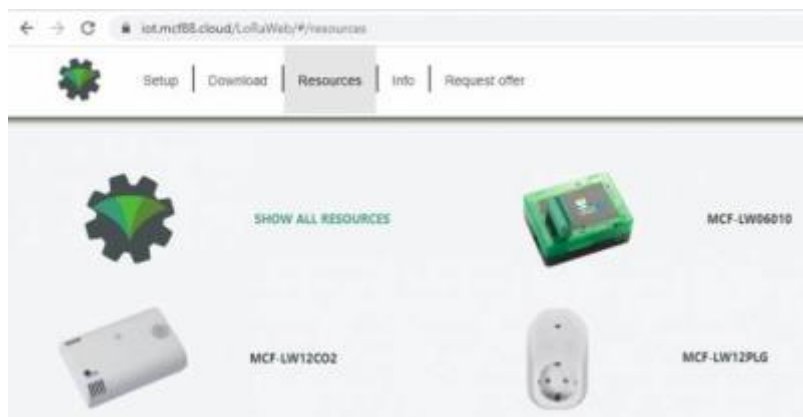 iot.mcf88.cloud/LoRaWeb/#/resources
Setup | Download | Resources | Info | Request offer
SHOW ALL RESOURCES
MCF-LW06010
MCF-LW12CO2
MCF-LW12PLG